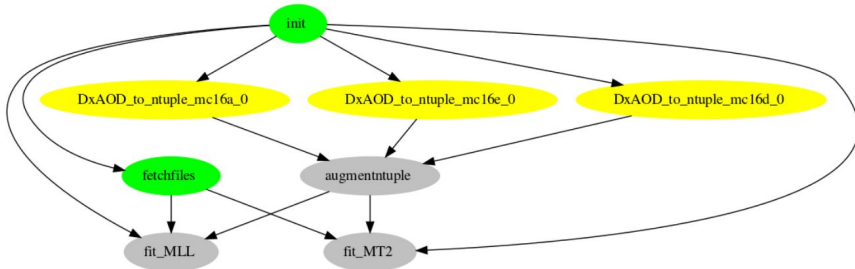 init
DxAOD_to_ntuple_mc16a_0
DxAOD_to_ntuple_mc16e_0
DxAOD_to_ntuple_mc16d_0
fetchfiles
augmentntuple
fit_MLL
fit_MT2